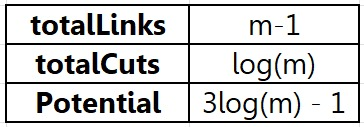 totalLinks m-1
totalCuts log(m)
Potential 3log(m) - 1